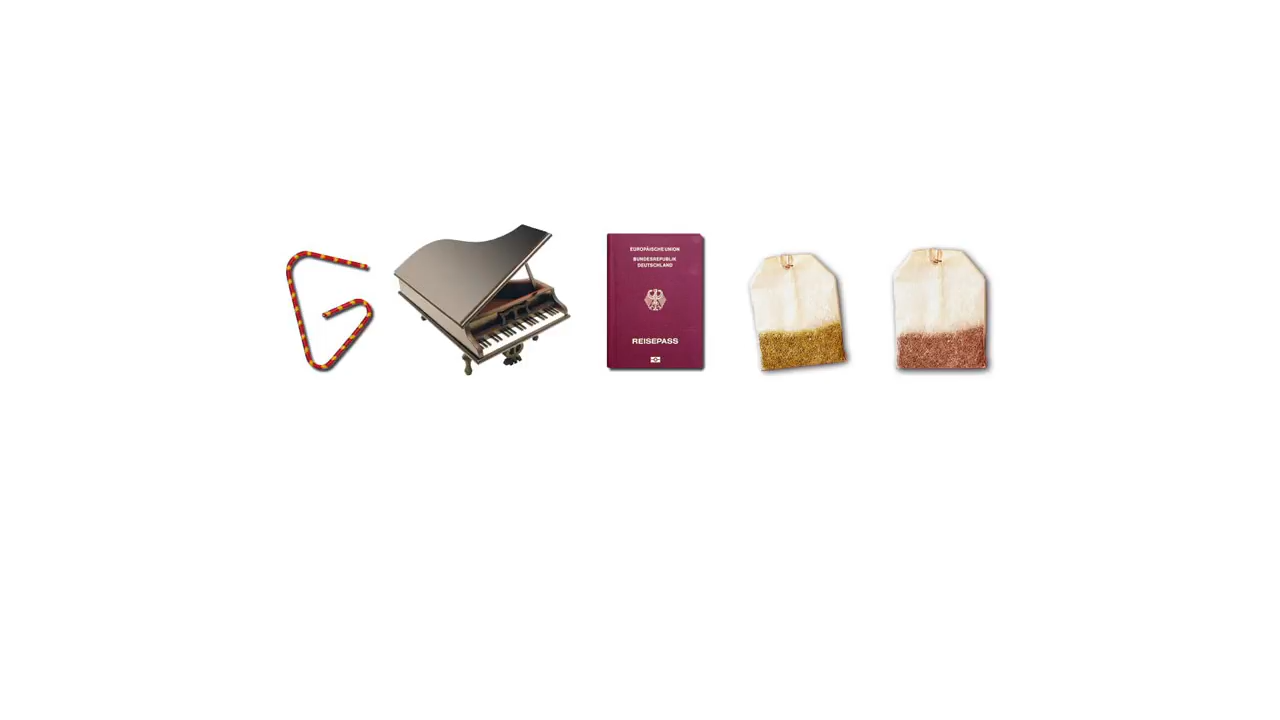 G
EUROPÄISCHE UNION
BUNDESREPUBLIK
DEUTSCHLAND
REISEPASS